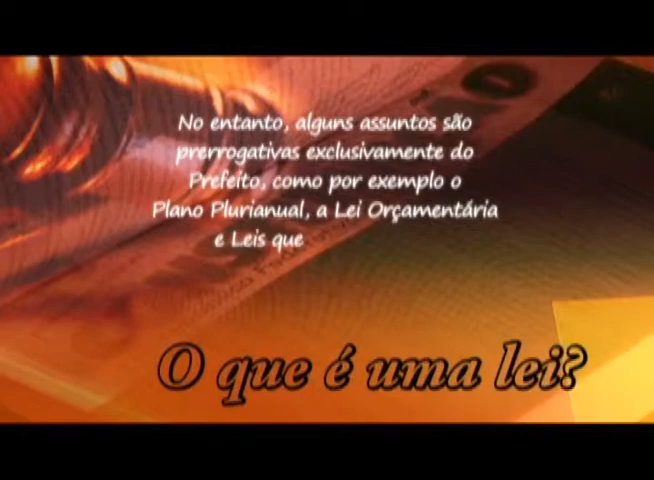 No entanto, alguns assuntos são
prerrogativas exclusivamente do
Prefeito, como por exemplo o
Plano Plurianual, a Lei Orçamentária
e Leis que
O que é uma lei?